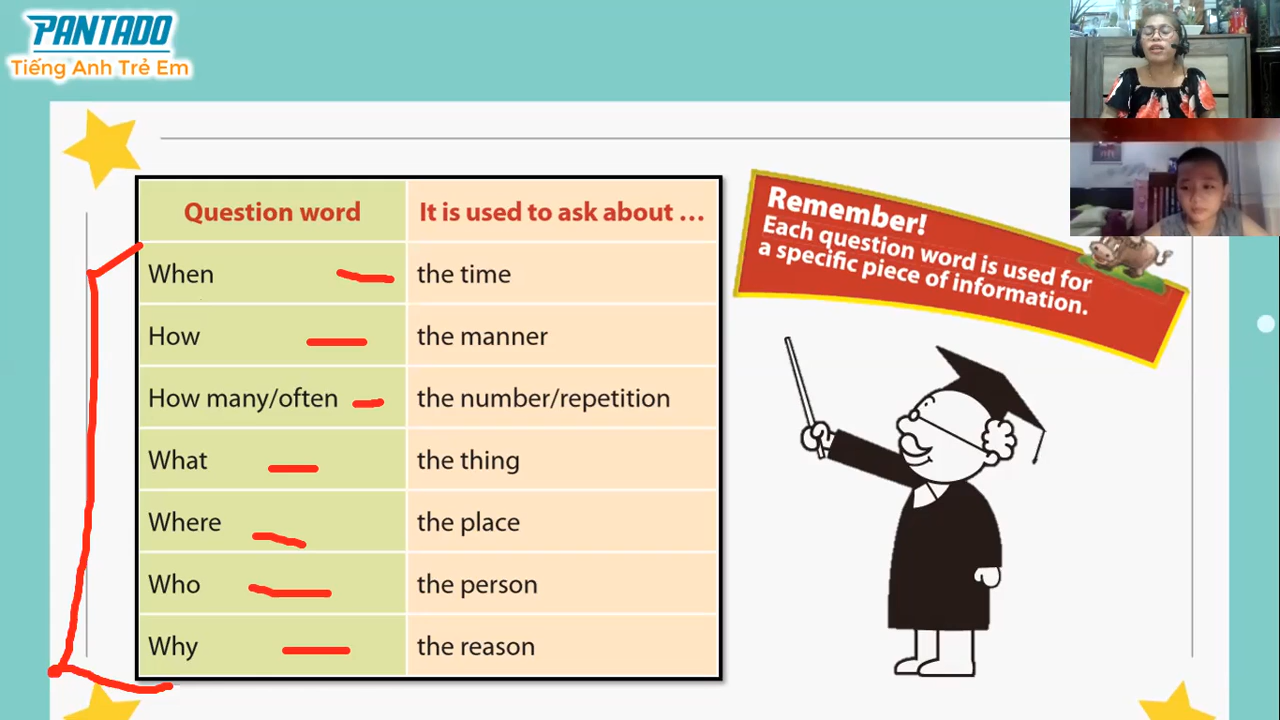 PANTADO
Tiếng Anh Trẻ Em
Question word
It is used to ask about ...
When
the time
How
the manner
How many/often
the number/repetition
What
the thing
Where
the place
Who
the person
Why
the reason
Remember!
Each question word is used for
a specific piece of information.